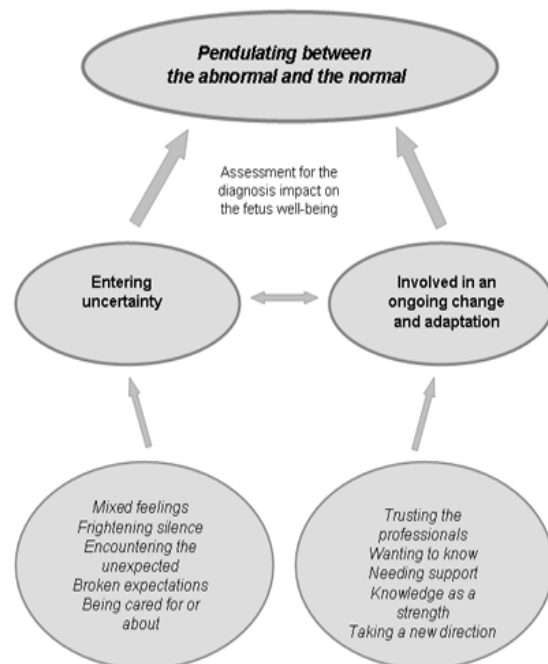 Pendulating between
the abnormal and the normal
Assessment for the
diagnosis impact on
the fetus well-being
Entering
uncertainty
Involved in an
ongoing change
and adaptation
Mixed feelings
Frightening silence
Encountering the
unexpected
Broken expectations
Being cared for or
about
Trusting the
professionals
Wanting to know
Needing support
Knowledge as a
strength
Taking a new direction